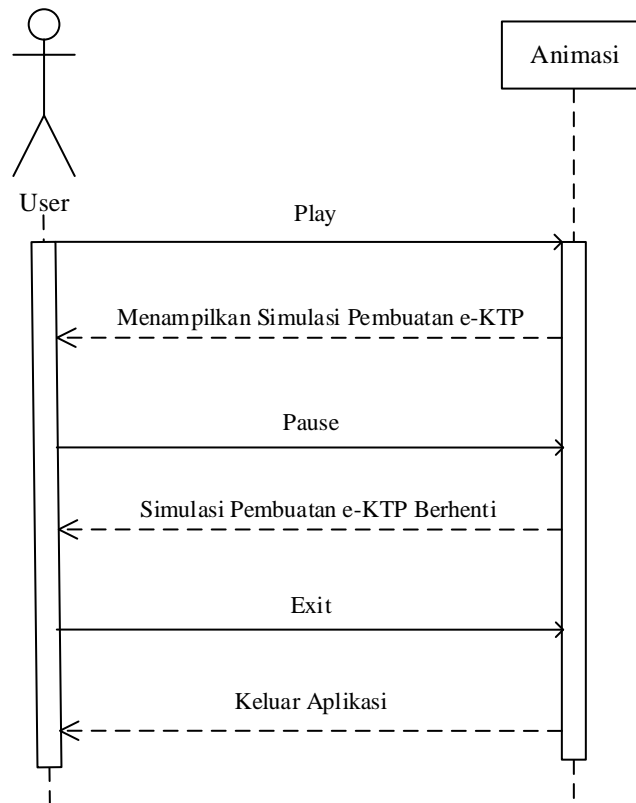 Animasi
User
Play
Menampilkan Simulasi Pembuatan e-KTP
Pause
Simulasi Pembuatan e-KTP Berhenti
Exit
Keluar Aplikasi